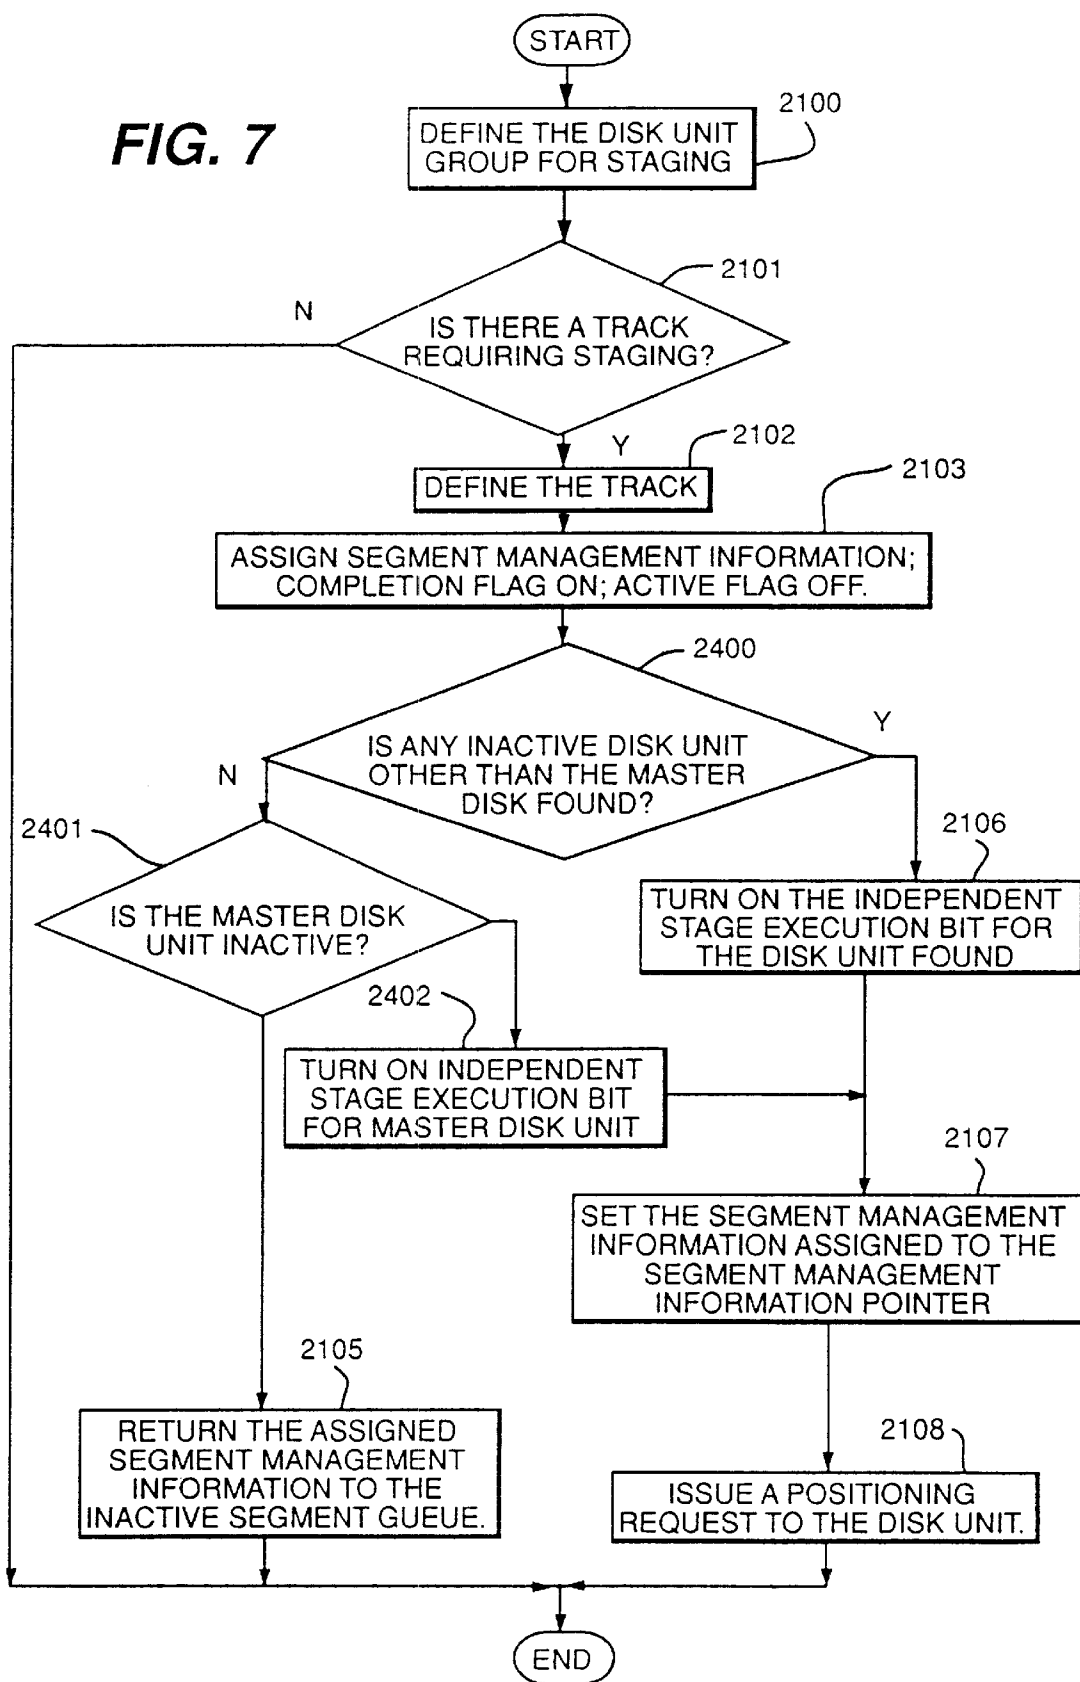 START
FIG. 7
2100
DEFINE THE DISK UNIT
GROUP FOR STAGING
2101
N
IS THERE A TRACK
REQUIRING STAGING?
Y
2102
DEFINE THE TRACK
2103
ASSIGN SEGMENT MANAGEMENT INFORMATION;
COMPLETION FLAG ON; ACTIVE FLAG OFF.
2400
Y
IS ANY INACTIVE DISK UNIT
OTHER THAN THE MASTER
DISK FOUND?
N
2401
IS THE MASTER DISK
UNIT INACTIVE?
2106
TURN ON THE INDEPENDENT
STAGE EXECUTION BIT FOR
THE DISK UNIT FOUND
2402
TURN ON INDEPENDENT
STAGE EXECUTION BIT
FOR MASTER DISK UNIT
2107
SET THE SEGMENT MANAGEMENT
INFORMATION ASSIGNED TO THE
SEGMENT MANAGEMENT
INFORMATION POINTER
2105
RETURN THE ASSIGNED
SEGMENT MANAGEMENT
INFORMATION TO THE
INACTIVE SEGMENT GUEUE.
2108
ISSUE A POSITIONING
REQUEST TO THE DISK UNIT.
END